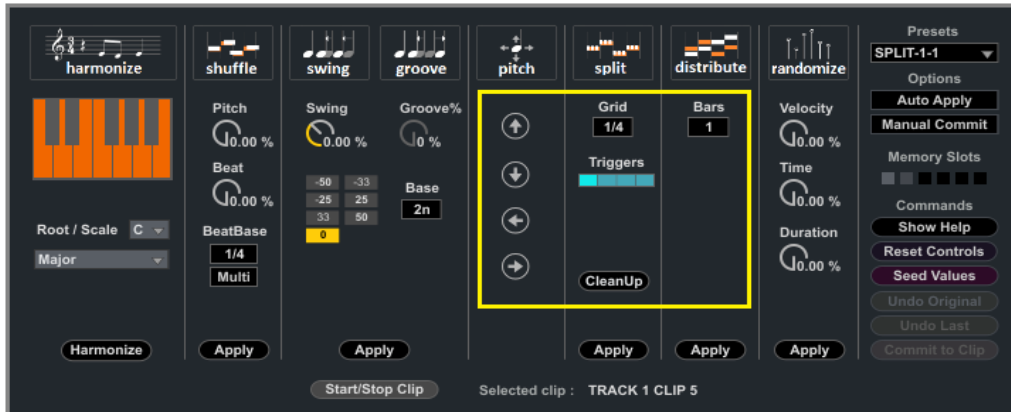 harmonize
shuffle
swing
groove
pitch
split
distribute
randomize
Root / Scale C
Major
Harmonize
Pitch
0.00 %
Beat
0.00 %
BeatBase
1/4
Multi
Apply
Swing
0.00 %
-50 -33
-25 25
33 50
0
Groove%
0 %
Base
2n
Apply
Grid
1/4
Triggers
CleanUp
Apply
Bars
1
Apply
Velocity
0.00 %
Time
0.00 %
Duration
0.00 %
Apply
Presets
SPLIT-1-1
Options
Auto Apply
Manual Commit
Memory Slots
Commands
Show Help
Reset Controls
Seed Values
Undo Original
Undo Last
Commit to Clip
Start/Stop Clip
Selected clip : TRACK 1 CLIP 5